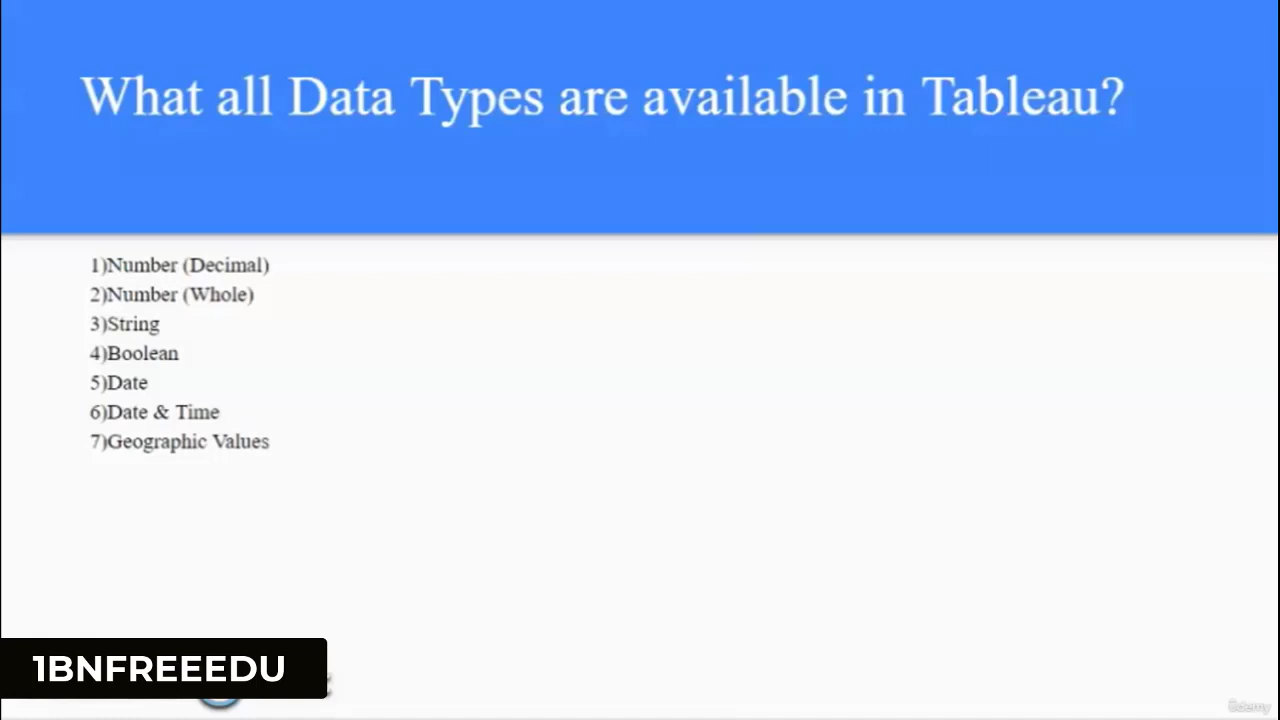 What all Data Types are available in Tableau?
1)Number (Decimal)
2)Number (Whole)
3)String
4)Boolean
5)Date
6)Date & Time
7)Geographic Values
1BNFREEEDU
Udemy